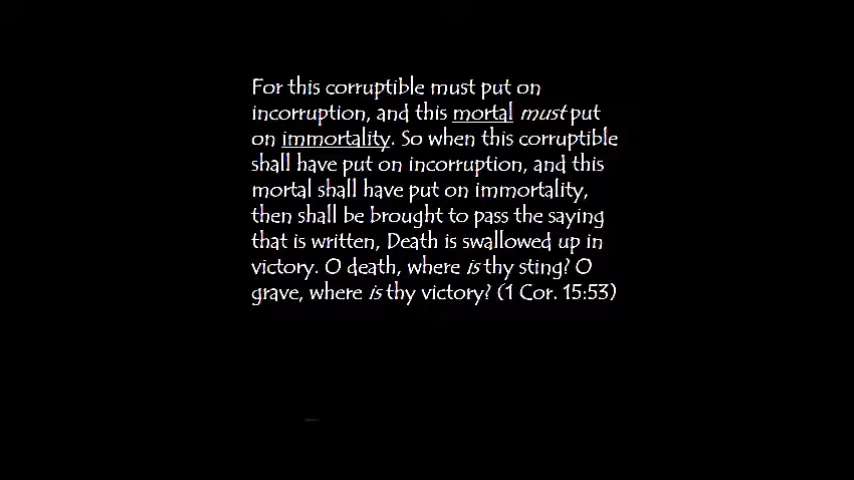 For this corruptible must put on
incorruption, and this mortal must put
on immortality. So when this corruptible
shall have put on incorruption, and this
mortal shall have put on immortality,
then shall be brought to pass the saying
that is written, Death is swallowed up in
victory. O death, where is thy sting? O
grave, where is thy victory? (1 Cor. 15:53)